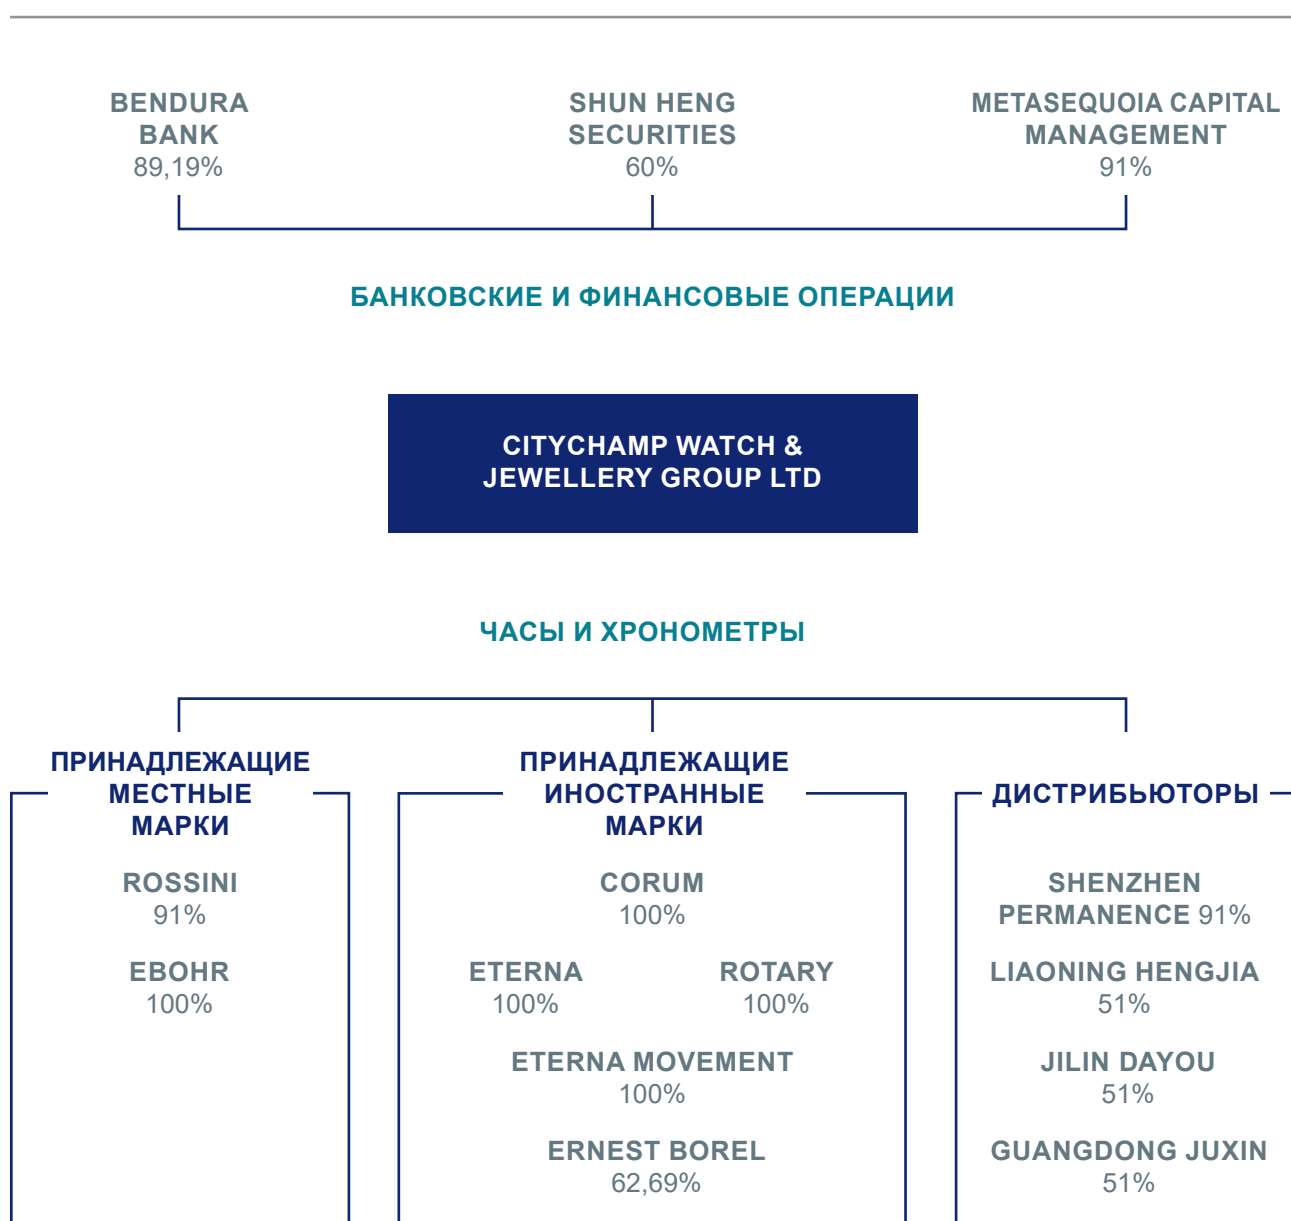 BENDURA
BANK
89,19%
SHUN HENG
SECURITIES
60%
METASEQUOIA CAPITAL
MANAGEMENT
91%
БАНКОВСКИЕ И ФИНАНСОВЫЕ ОПЕРАЦИИ
CITYCHAMP WATCH &
JEWELLERY GROUP LTD
ЧАСЫ И ХРОНОМЕТРЫ
ПРИНАДЛЕЖАЩИЕ
МЕСТНЫЕ
МАРКИ
ROSSINI
91%
EBOHR
100%
ПРИНАДЛЕЖАЩИЕ
ИНОСТРАННЫЕ
МАРКИ
CORUM
100%
ETERNA
100%
ROTARY
100%
ETERNA MOVEMENT
100%
ERNEST BOREL
62,69%
ДИСТРИБЬЮТОРЫ
SHENZHEN
PERMANENCE 91%
LIAONING HENGJIA
51%
JILIN DAYOU
51%
GUANGDONG JUXIN
51%